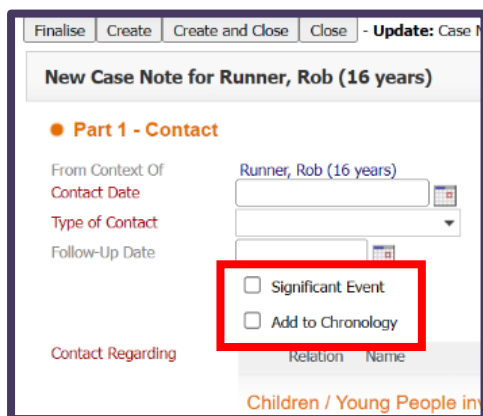 Finalise Create Create and Close Close - Update: Case
New Case Note for Runner, Rob (16 years)
Part 1 - Contact
From Context Of Runner, Rob (16 years)
Contact Date
Type of Contact
Follow-Up Date
Significant Event
Add to Chronology
Contact Regarding Relation Name
Children / Young People